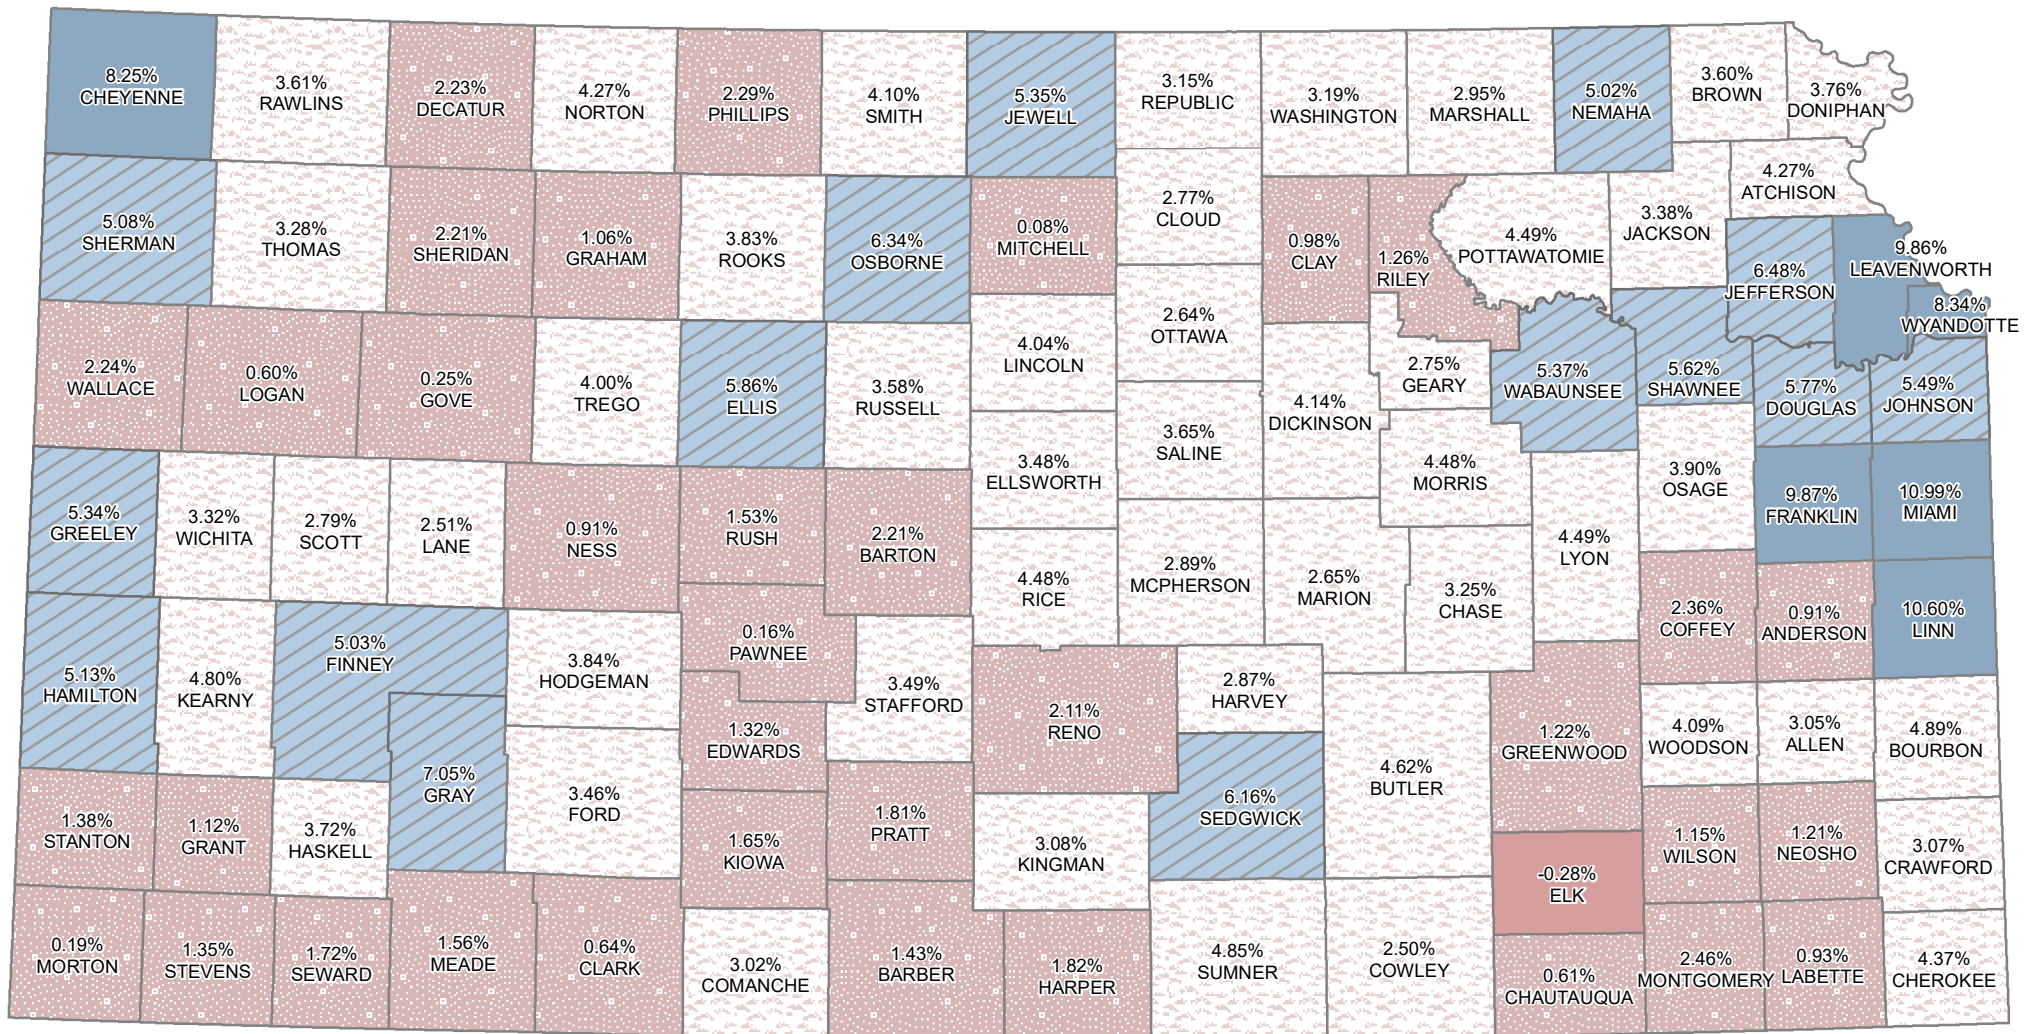 8.25%
CHEYENNE
3.61%
RAWLINS
2.23%
DECATUR
4.27%
NORTON
2.29%
PHILLIPS
4.10%
SMITH
5.35%
JEWELL
3.15%
REPUBLIC
3.19%
WASHINGTON
2.95%
MARSHALL
5.02%
NEMAHA
3.60%
BROWN
3.76%
DONIPHAN
5.08%
SHERMAN
3.28%
THOMAS
2.21%
SHERIDAN
1.06%
GRAHAM
3.83%
ROOKS
6.34%
OSBORNE
0.08%
MITCHELL
2.77%
CLOUD
0.98%
CLAY
1.26%
RILEY
4.49%
POTTAWATOMIE
3.38%
JACKSON
4.27%
ATCHISON
6.48%
JEFFERSON
9.86%
LEAVENWORTH
8.34%
WYANDOTTE
2.24%
WALLACE
0.60%
LOGAN
0.25%
GOVE
4.00%
TREGO
5.86%
ELLIS
3.58%
RUSSELL
4.04%
LINCOLN
2.64%
OTTAWA
4.14%
DICKINSON
2.75%
GEARY
5.37%
WABAUNSEE
5.62%
SHAWNEE
5.77%
DOUGLAS
5.49%
JOHNSON
3.65%
SALINE
3.48%
ELLSWORTH
4.48%
MORRIS
3.90%
OSAGE
9.87%
FRANKLIN
10.99%
MIAMI
5.34%
GREELEY
3.32%
WICHITA
2.79%
SCOTT
2.51%
LANE
0.91%
NESS
1.53%
RUSH
2.21%
BARTON
4.48%
RICE
2.89%
MCPHERSON
2.65%
MARION
3.25%
CHASE
4.49%
LYON
2.36%
COFFEY
0.91%
ANDERSON
10.60%
LINN
5.13%
HAMILTON
4.80%
KEARNY
5.03%
FINNEY
3.84%
HODGEMAN
0.16%
PAWNEE
3.49%
STAFFORD
1.32%
EDWARDS
2.11%
RENO
2.87%
HARVEY
4.62%
BUTLER
1.22%
GREENWOOD
4.09%
WOODSON
3.05%
ALLEN
4.89%
BOURBON
7.05%
GRAY
3.46%
FORD
1.38%
STANTON
1.12%
GRANT
3.72%
HASKELL
1.65%
KIOWA
1.81%
PRATT
3.08%
KINGMAN
6.16%
SEDGWICK
-0.28%
ELK
1.15%
WILSON
1.21%
NEOSHO
3.07%
CRAWFORD
0.19%
MORTON
1.35%
STEVENS
1.72%
SEWARD
1.56%
MEADE
0.64%
CLARK
3.02%
COMANCHE
1.43%
BARBER
1.82%
HARPER
4.85%
SUMNER
2.50%
COWLEY
0.61%
CHAUTAUQUA
2.46%
MONTGOMERY
0.93%
LABETTE
4.37%
CHEROKEE